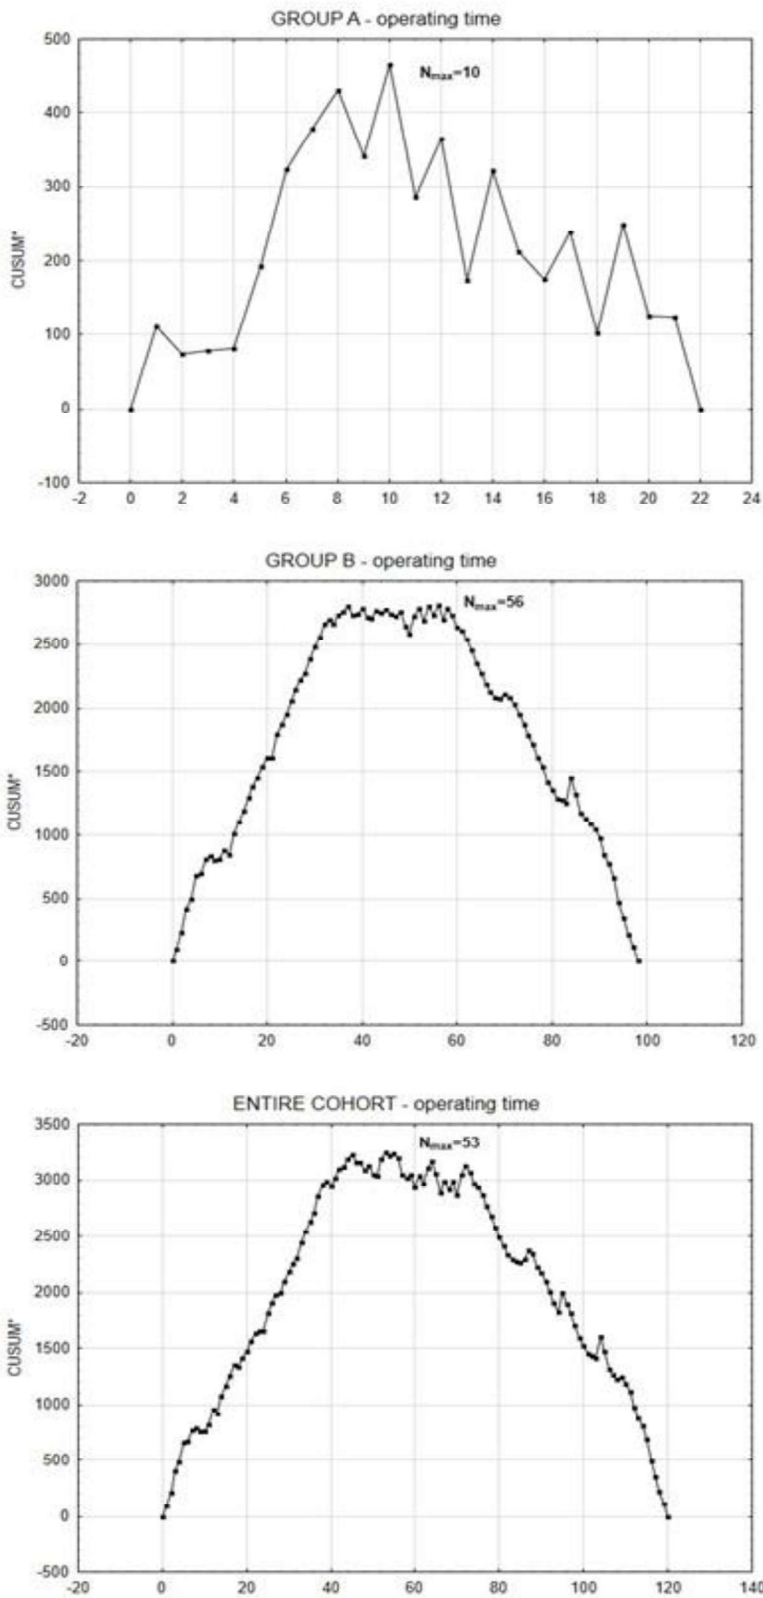 GROUP A - operating time
500
Nmax=10
400
300
200
CUSUM*
100
0
-100
-2 0 2 4 6 8 10 12 14 16 18 20 22 24
GROUP B - operating time
3000
Nmax=56
2500
2000
1500
CUSUM*
1000
500
0
-500
-20 0 20 40 60 80 100 120
ENTIRE COHORT - operating time
3500
Nmax=53
3000
2500
2000
1500
CUSUM*
1000
500
0
-500
-20 0 20 40 60 80 100 120 140